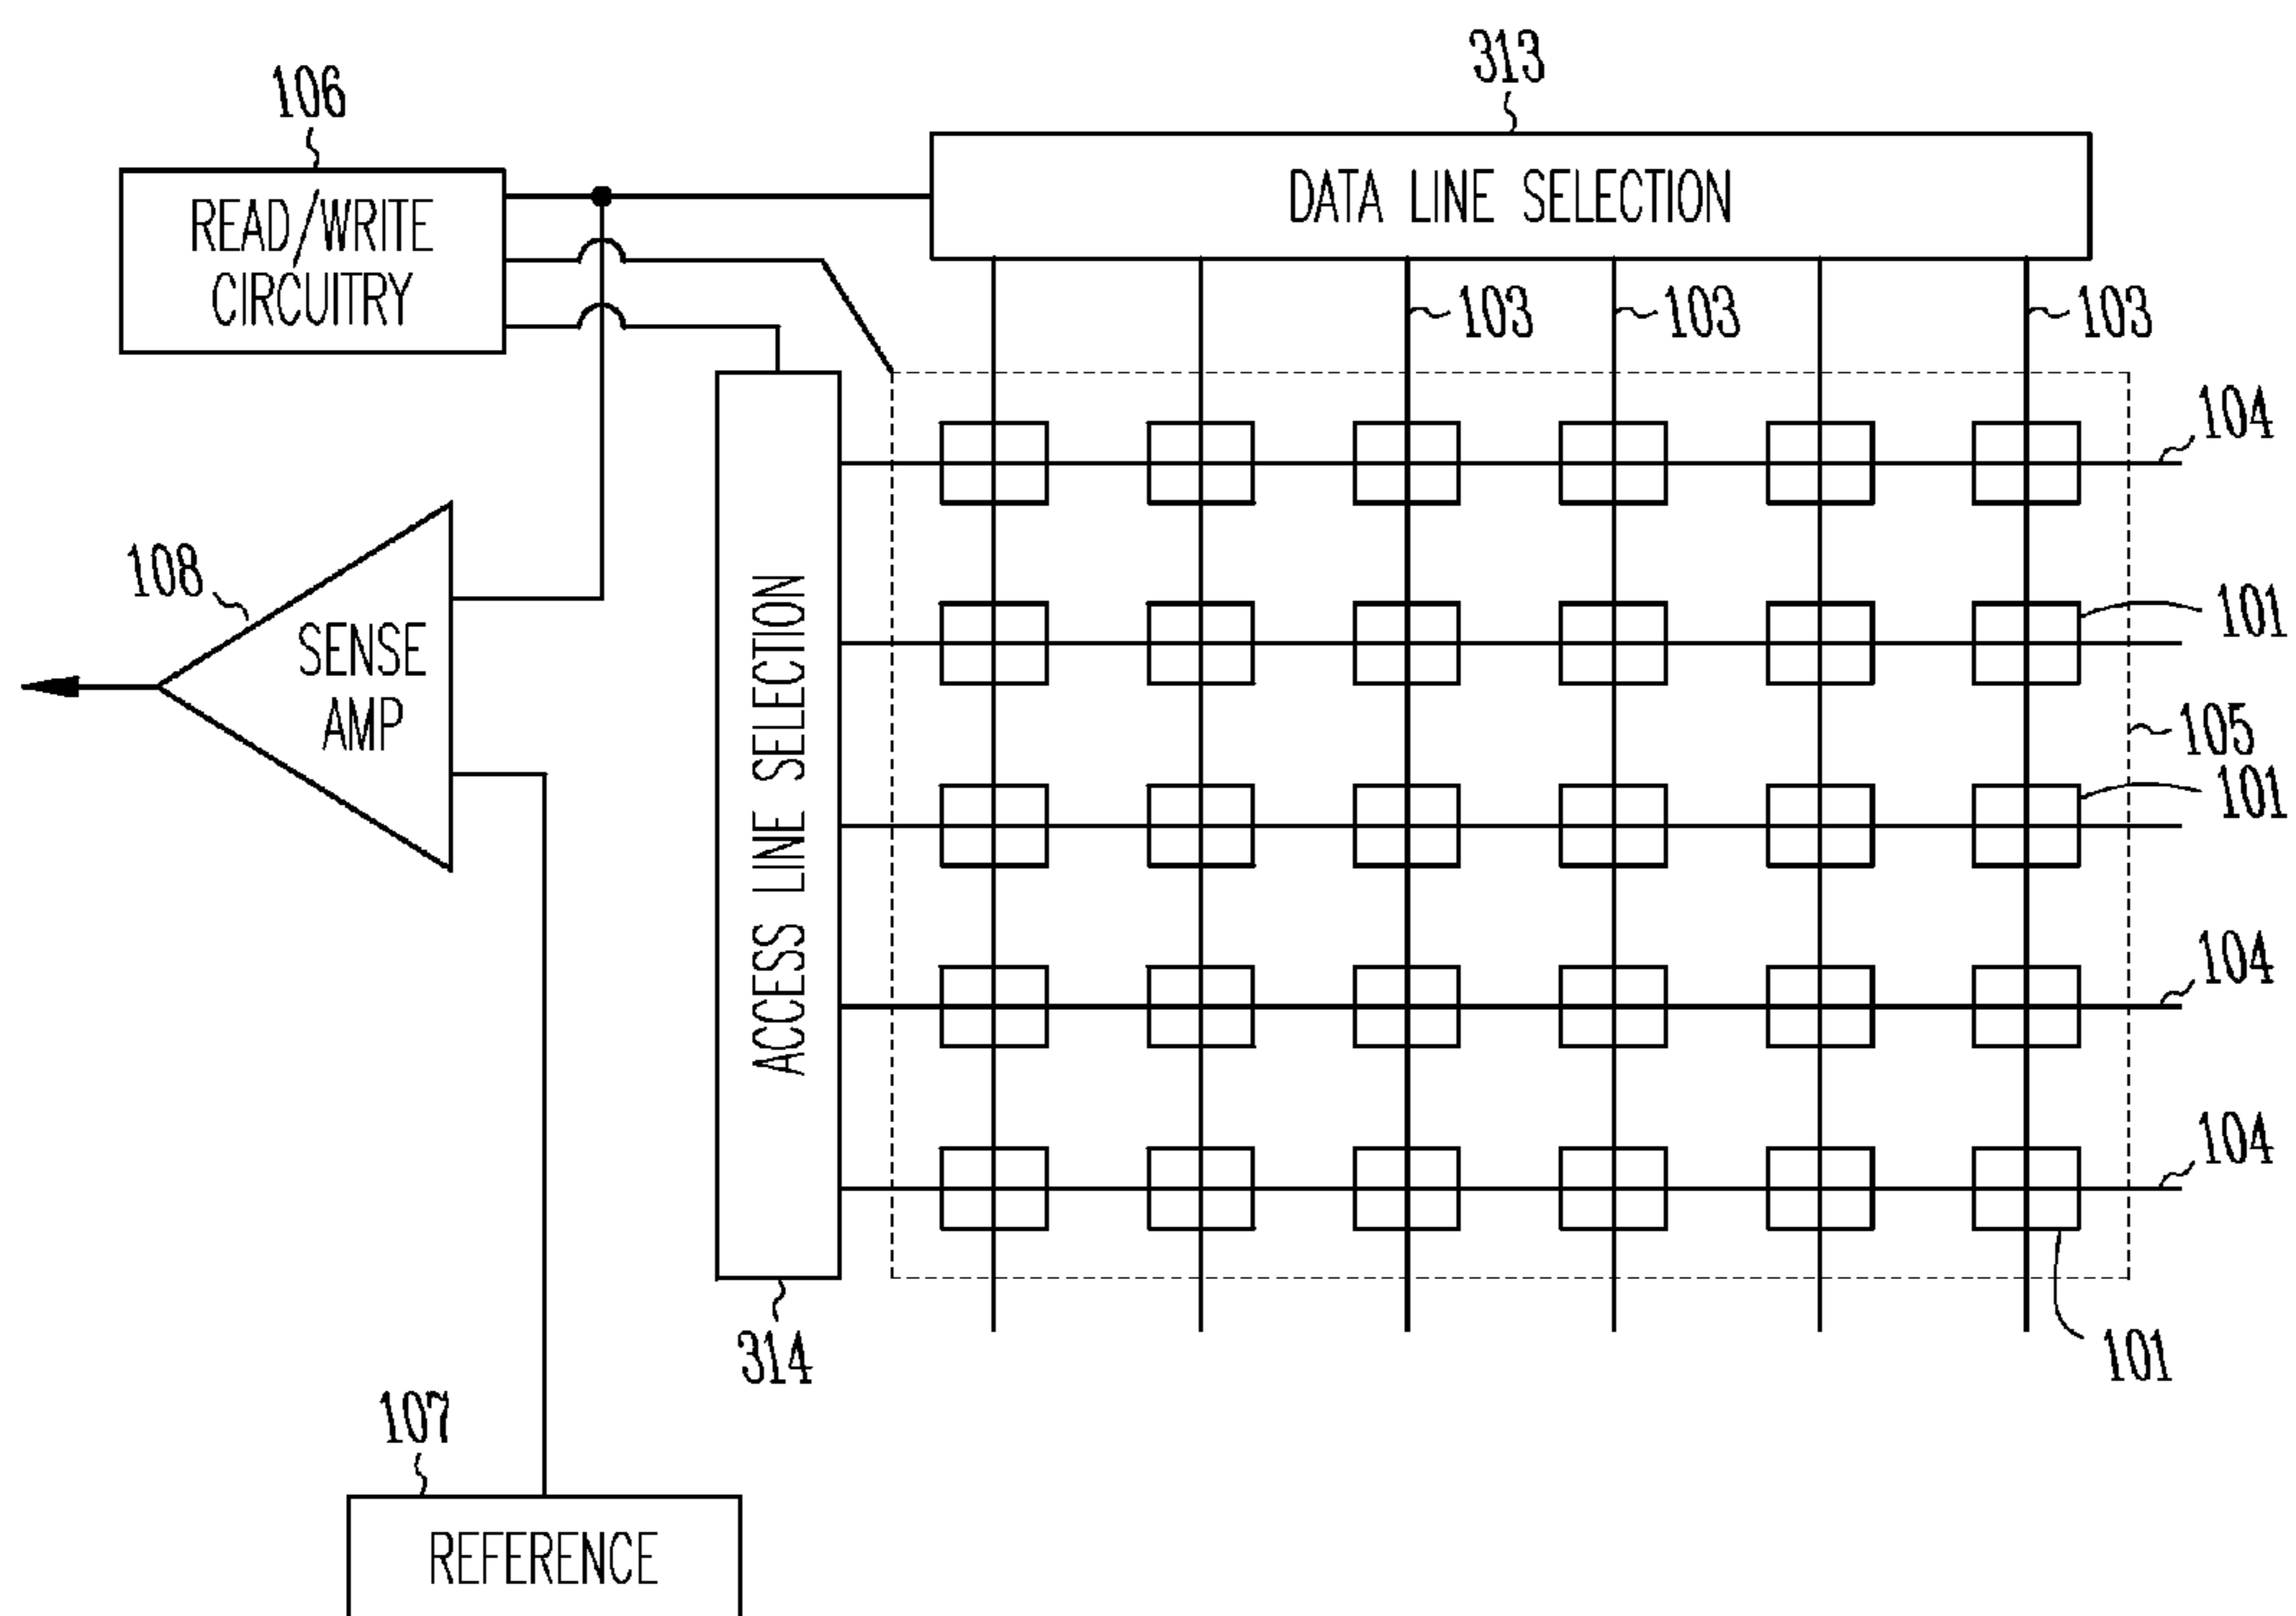 313
106
DATA LINE SELECTION
READ/WRITE
CIRCUITRY
103
103
103
104
108
101
SENSE
AMP
ACCESS LINE SELECTION
105
101
104
104
314
101
107
REFERENCE